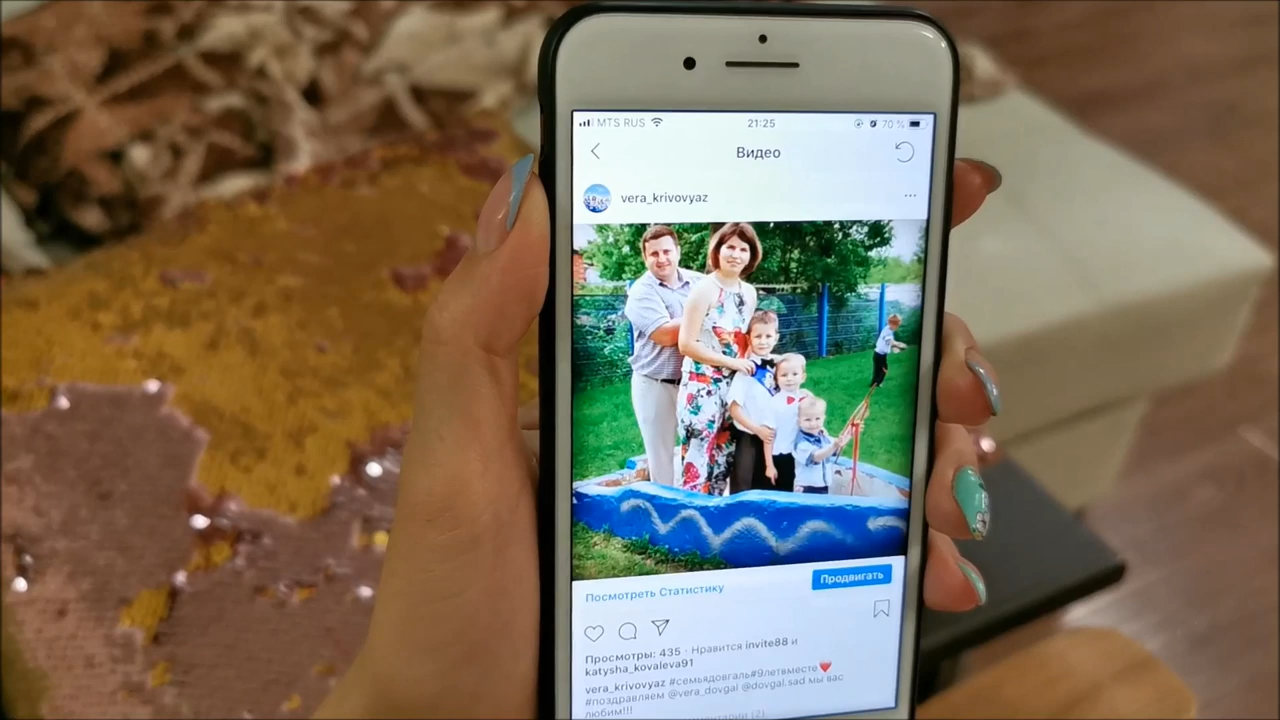 MTS RUS 21:25 70 %
Видео
vera_krivovyaz
Посмотреть Статистику Продвигать
Просмотры: 435 · Нравится invite88 и
katysha_kovaleva91
vera_krivovyaz #семьядовгаль#9летвместе❤️
#поздравляем @vera_dovgal @dovgal.sad мы вас
любим!!!